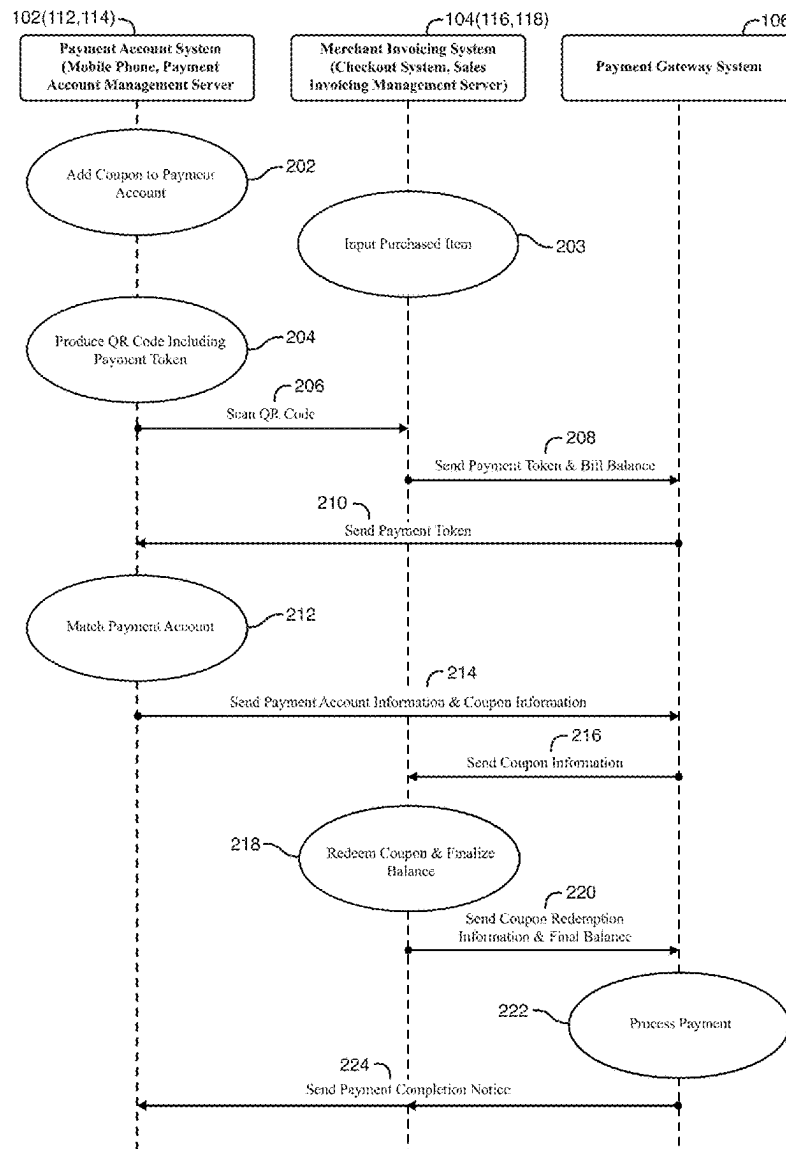 102(112,114)
104(116,118)
106
Payment Account System
(Mobile Phone, Payment
Account Management Server
Merchant Invoicing System
(Checkout System, Sales
Invoicing Management Server)
Payment Gateway System
Add Coupon to Payment
Account
202
Input Purchased Item
203
Produce QR Code Including
Payment Token
204
206
Scan QR Code
208
Send Payment Token & Bill Balance
210
Send Payment Token
Match Payment Account
212
214
Send Payment Account Information & Coupon Information
216
Send Coupon Information
218
Redeem Coupon & Finalize
Balance
220
Send Coupon Redemption
Information & Final Balance
222
Process Payment
224
Send Payment Completion Notice